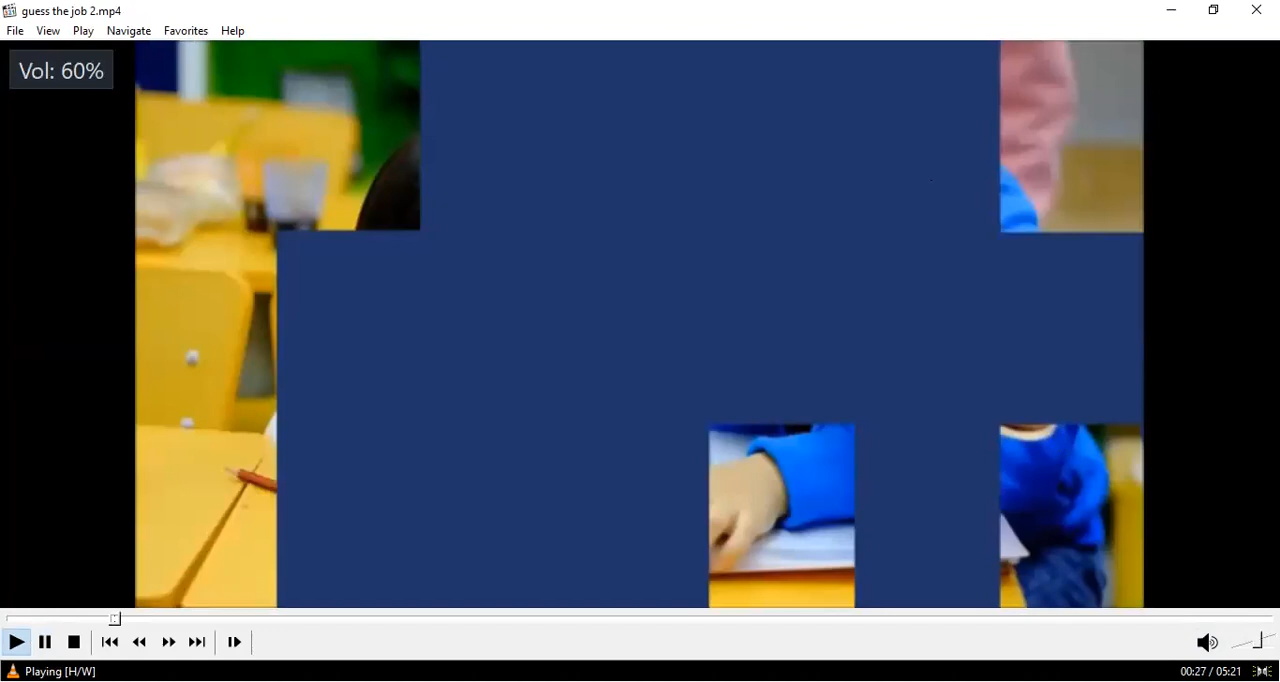 guess the job 2.mp4
File View Play Navigate Favorites Help
Vol: 60%
Playing [H/W]
00:27 / 05:21